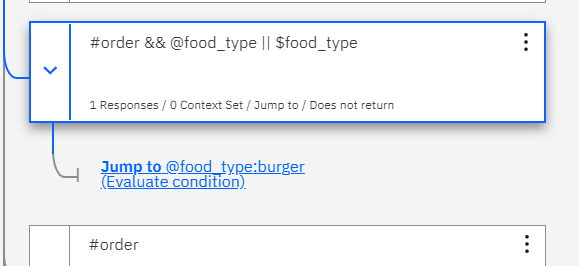 #order && @food_type || $food_type
1 Responses / 0 Context Set / Jump to / Does not return
Jump to @food_type:burger
(Evaluate condition)
#order